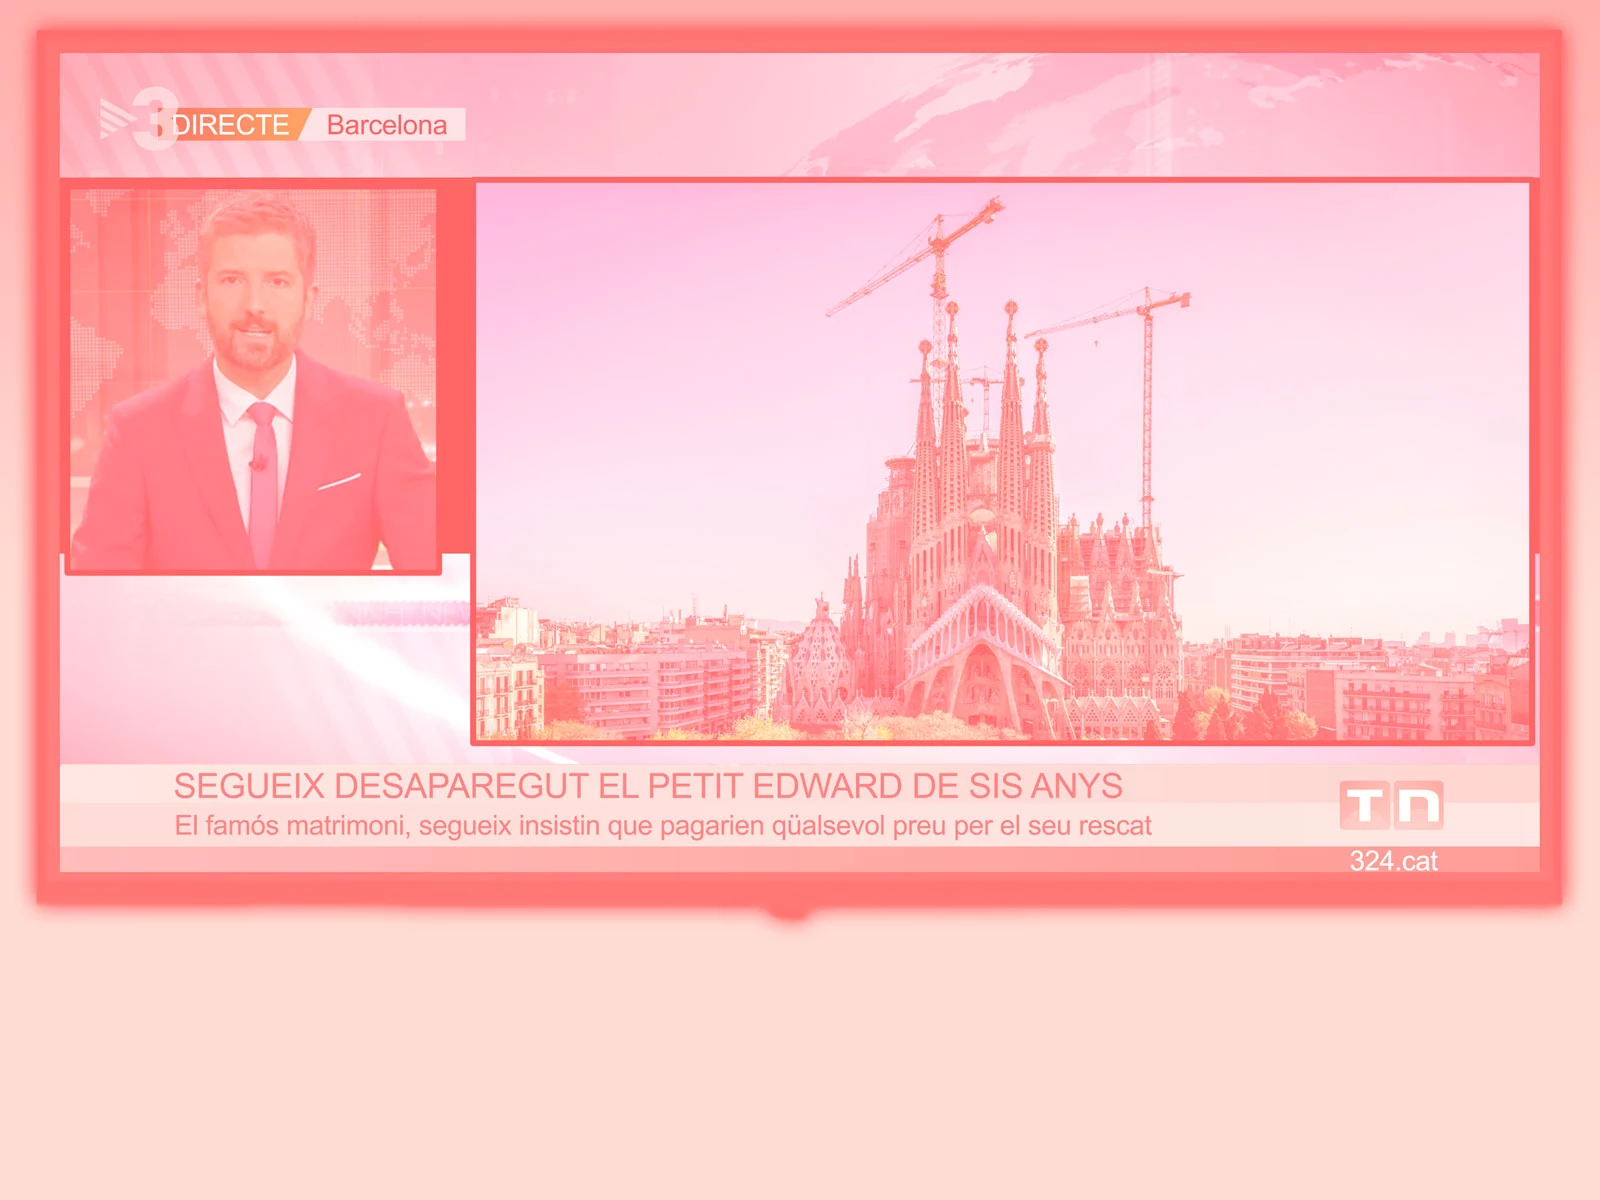 3 DIRECTE Barcelona
SEGUEIX DESAPAREGUT EL PETIT EDWARD DE SIS ANYS
El famós matrimoni, segueix insistin que pagarien qüalsevol preu per el seu rescat
TN
324.cat